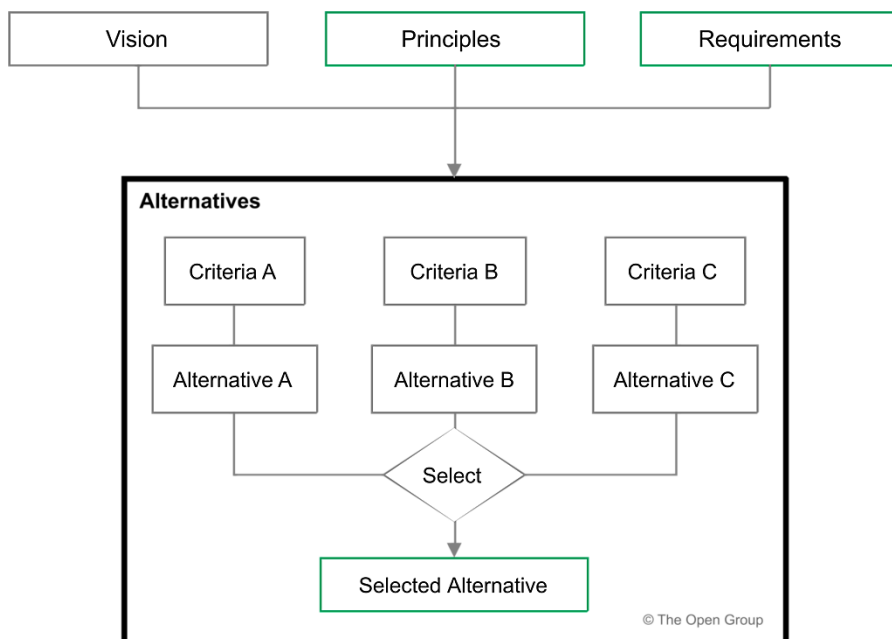 Vision
Principles
Requirements
Alternatives
Criteria A
Criteria B
Criteria C
Alternative A
Alternative B
Alternative C
Select
Selected Alternative
© The Open Group